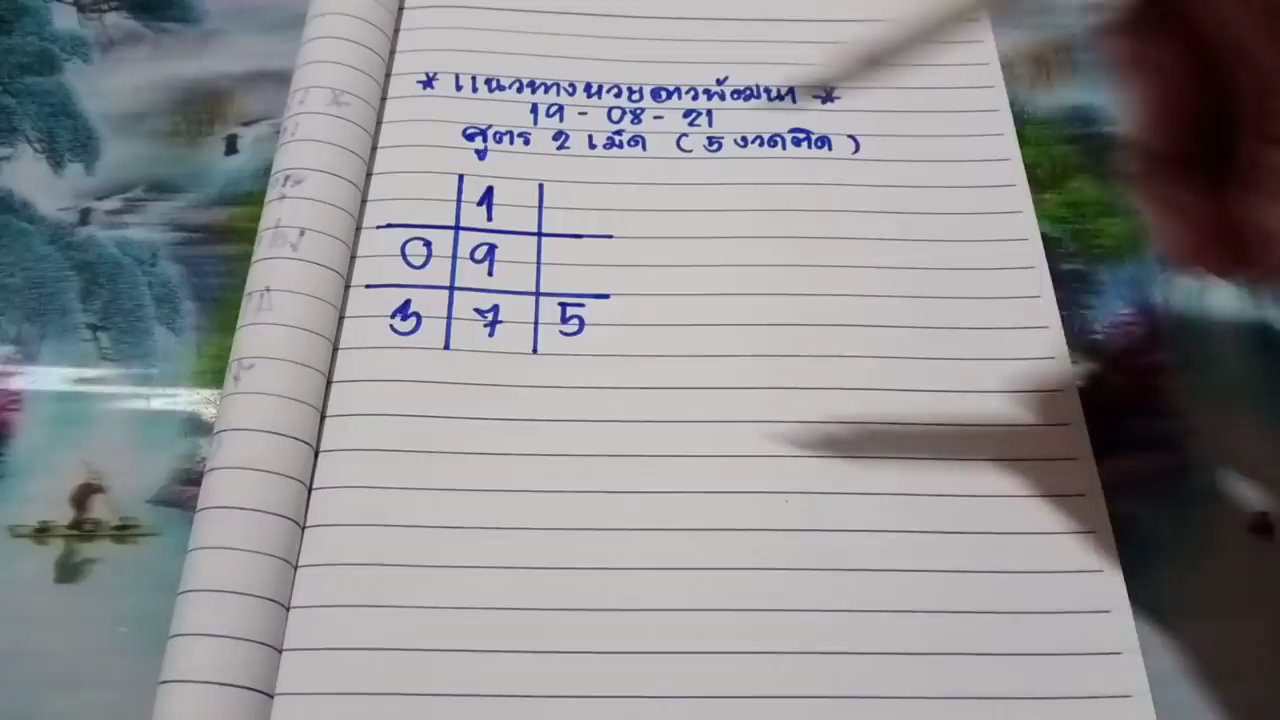 * แนวทางหวยลาวพัฒนา *
19 - 08 - 21
สูตร 2 เม็ด ( 5 งวดติด )
1
0 9
3 7 5